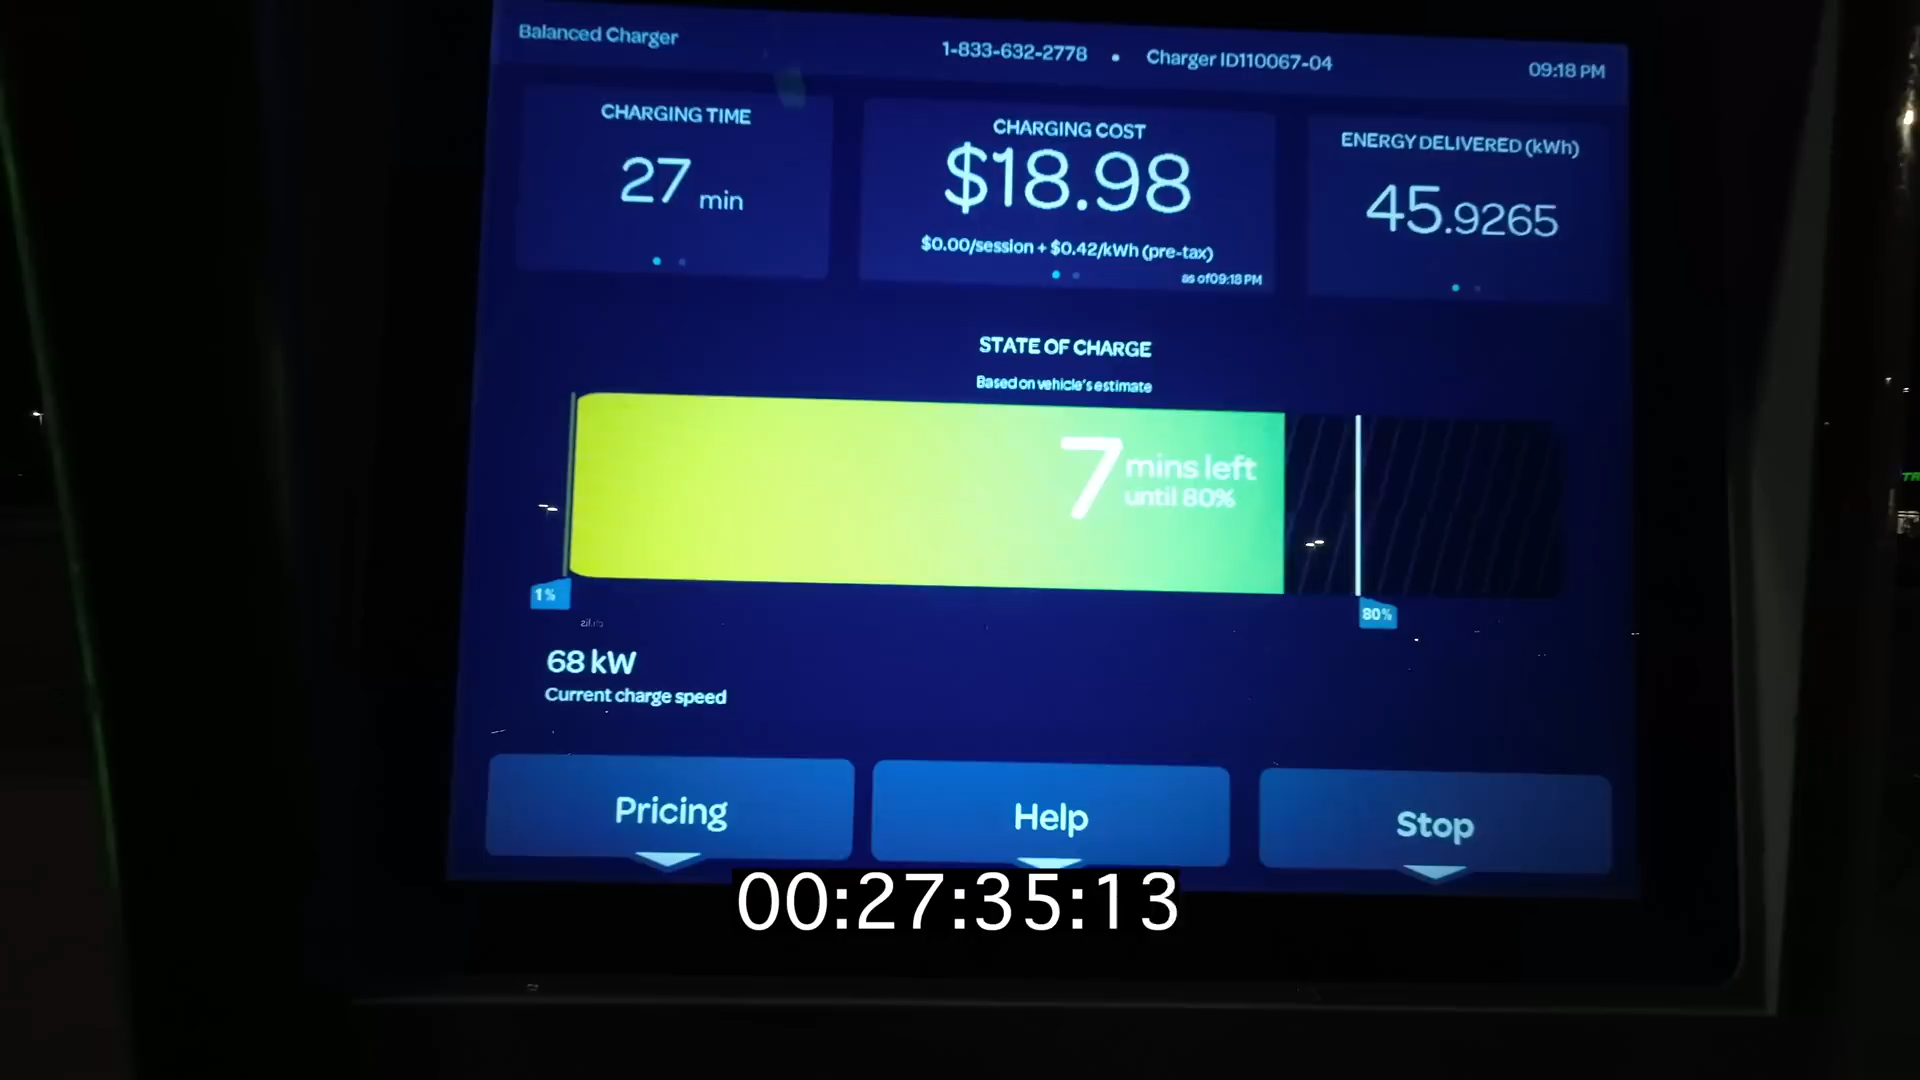 Balanced Charger
1-833-632-2778 • Charger ID110067-04
09:18 PM
CHARGING TIME
27 min
CHARGING COST
$18.98
$0.00/session + $0.42/kWh (pre-tax)
as of09:18 PM
ENERGY DELIVERED (kWh)
45.9265
STATE OF CHARGE
Based on vehicle's estimate
7 mins left
until 80%
1%
80%
68 kW
Current charge speed
Pricing
Help
Stop
00:27:35:13